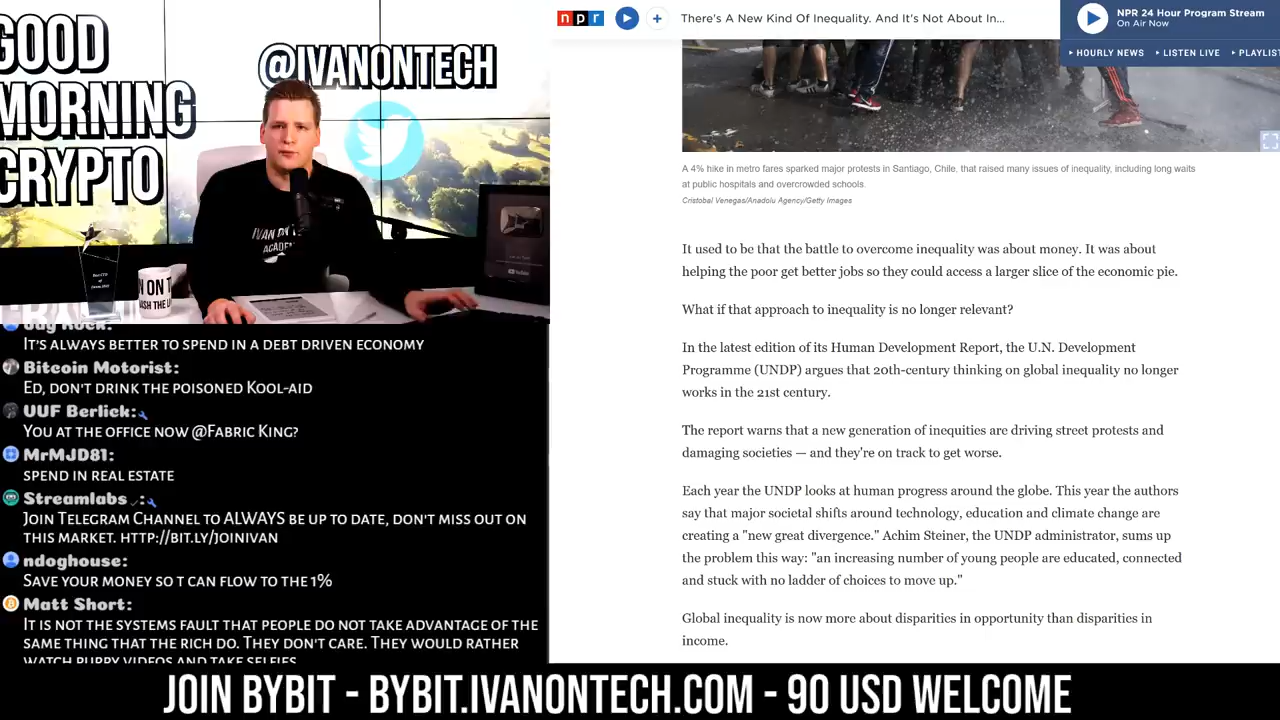 GOOD
MORNING
CRYPTO
@IVANONTECH
IVAN ON
ACADEMY
N ON T
ASH THE
Jay Rock:
It's always better to spend in a debt driven economy
Bitcoin Motorist:
Ed, don't drink the poisoned Kool-aid
UUF Berlick:
You at the office now @Fabric King?
MrMJD81:
spend in real estate
Streamlabs:
Join Telegram Channel to ALWAYS be up to date, don't miss out on
this market. http://bit.ly/joinivan
ndoghouse:
Save your money so t can flow to the 1%
Matt Short:
It is not the systems fault that people do not take advantage of the
same thing that the rich do. They don't care. They would rather
watch puppy videos and take selfies
npr
There's A New Kind Of Inequality. And It's Not About In...
NPR 24 Hour Program Stream
On Air Now
HOURLY NEWS LISTEN LIVE PLAYLIST
A 4% hike in metro fares sparked major protests in Santiago, Chile, that raised many issues of inequality, including long waits
at public hospitals and overcrowded schools.
Cristobal Venegas/Anadolu Agency/Getty Images
It used to be that the battle to overcome inequality was about money. It was about
helping the poor get better jobs so they could access a larger slice of the economic pie.
What if that approach to inequality is no longer relevant?
In the latest edition of its Human Development Report, the U.N. Development
Programme (UNDP) argues that 20th-century thinking on global inequality no longer
works in the 21st century.
The report warns that a new generation of inequities are driving street protests and
damaging societies — and they're on track to get worse.
Each year the UNDP looks at human progress around the globe. This year the authors
say that major societal shifts around technology, education and climate change are
creating a "new great divergence." Achim Steiner, the UNDP administrator, sums up
the problem this way: "an increasing number of young people are educated, connected
and stuck with no ladder of choices to move up."
Global inequality is now more about disparities in opportunity than disparities in
income.
JOIN BYBIT - BYBIT.IVANONTECH.COM - 90 USD WELCOME